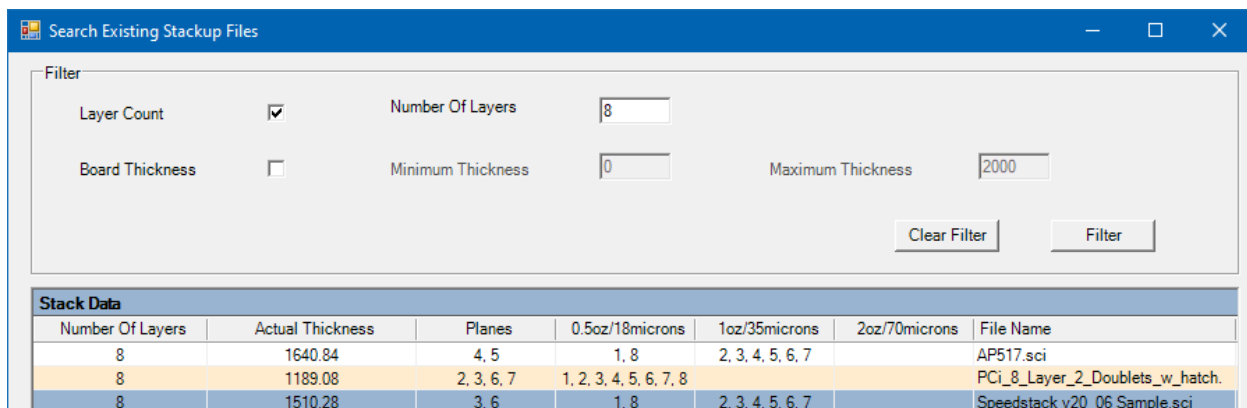 Search Existing Stackup Files
Filter
Layer Count Number Of Layers 8
Board Thickness Minimum Thickness 0 Maximum Thickness 2000
Clear Filter Filter
Stack Data
Number Of Layers Actual Thickness Planes 0.5oz/18microns 1oz/35microns 2oz/70microns File Name
8 1640.84 4, 5 1, 8 2, 3, 4, 5, 6, 7 AP517.sci
8 1189.08 2, 3, 6, 7 1, 2, 3, 4, 5, 6, 7, 8 PCi_8_Layer_2_Doublets_w_hatch.
8 1510.28 3, 6 1, 8 2, 3, 4, 5, 6, 7 Speedstack v20_06 Sample.sci